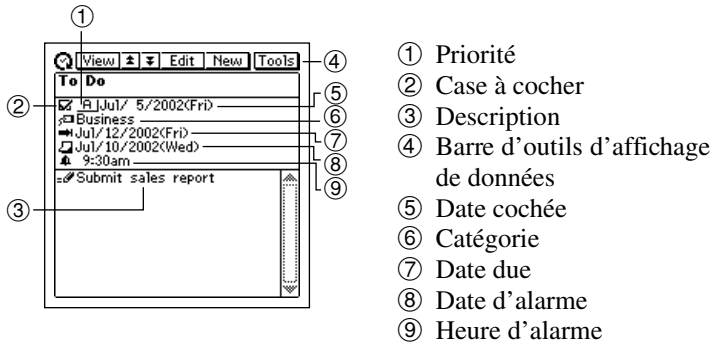 ①
View Edit New Tools
To Do
A Jul/ 5/2002(Fri)
Business
Jul/12/2002(Fri)
Jul/10/2002(Wed)
9:30am
Submit sales report
②
③
④
⑤
⑥
⑦
⑧
⑨
① Priorité
② Case à cocher
③ Description
④ Barre d'outils d'affichage
de données
⑤ Date cochée
⑥ Catégorie
⑦ Date due
⑧ Date d'alarme
⑨ Heure d'alarme